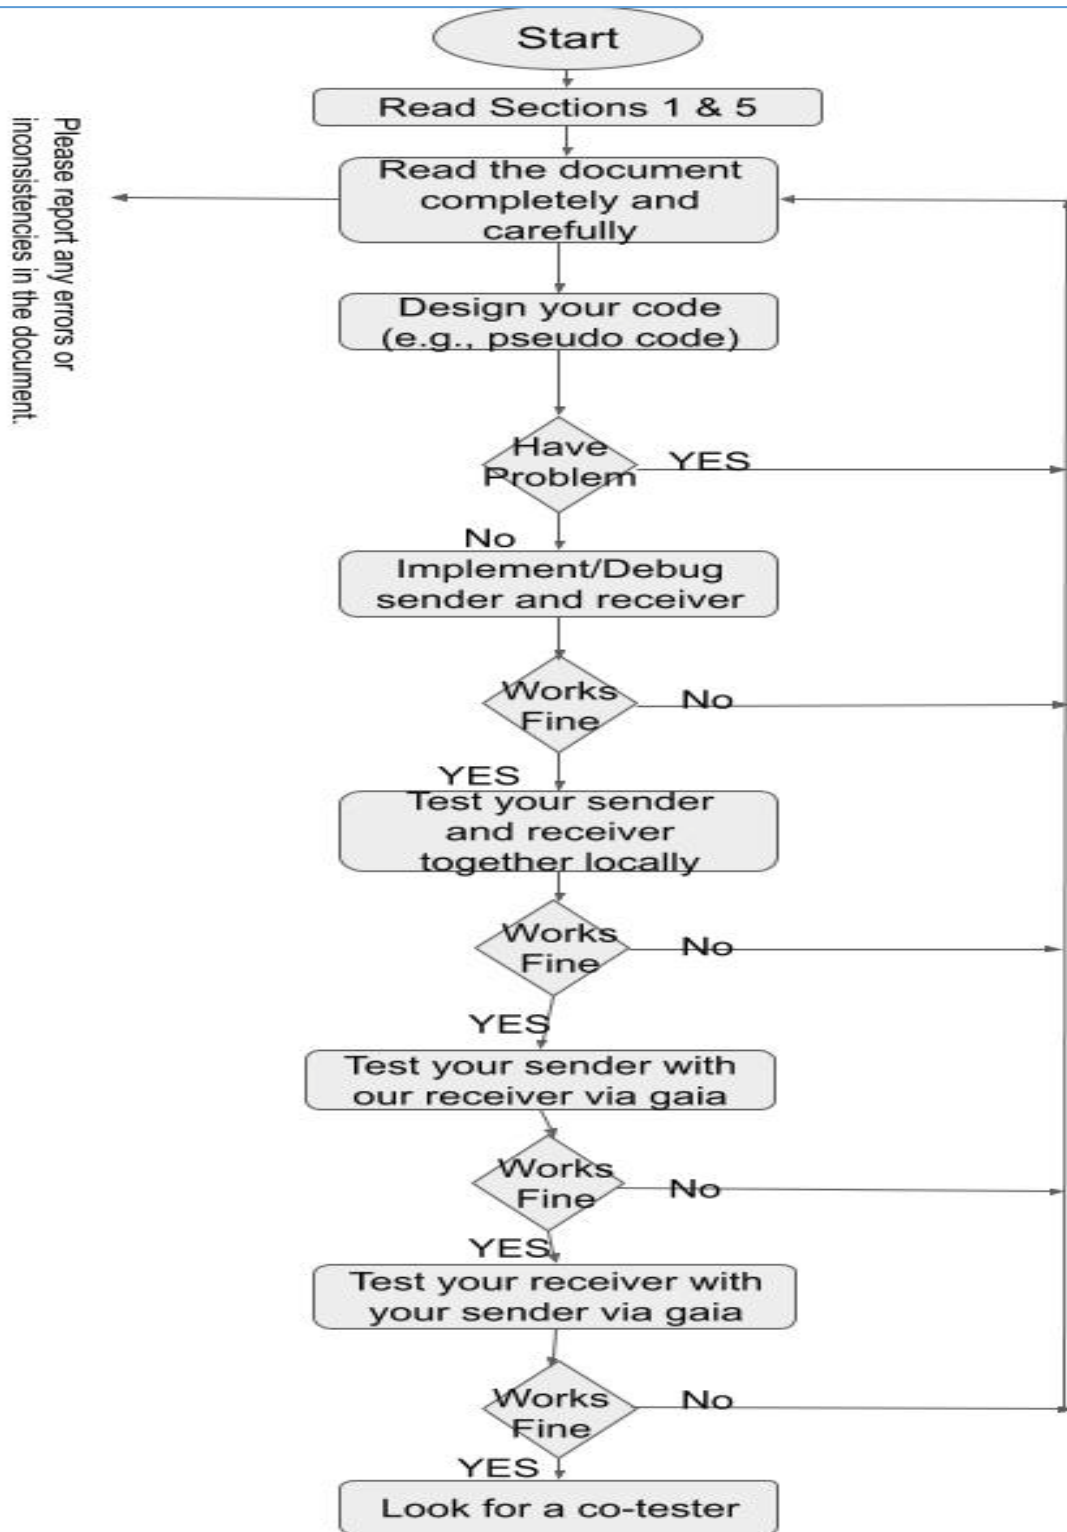 Start
Read Sections 1 & 5
Please report any errors or
inconsistencies in the document.
Read the document
completely and
carefully
Design your code
(e.g., pseudo code)
Have
Problem
YES
No
Implement/Debug
sender and receiver
Works
Fine
No
YES
Test your sender
and receiver
together locally
Works
Fine
No
YES
Test your sender with
our receiver via gaia
Works
Fine
No
YES
Test your receiver with
your sender via gaia
Works
Fine
No
YES
Look for a co-tester